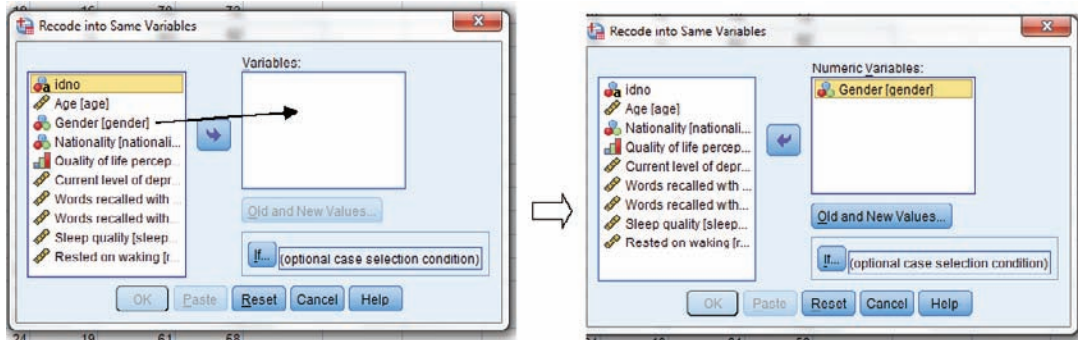 Recode into Same Variables
Variables:
idno
Age [age]
Gender [gender]
Nationality [nationali...
Quality of life percep...
Current level of depr...
Words recalled with ...
Words recalled with...
Sleep quality [sleep...
Rested on waking [r...
Old and New Values...
If... (optional case selection condition)
OK Paste Reset Cancel Help
24 19 61 68
Recode into Same Variables
Numeric Variables:
idno
Age [age]
Nationality [nationali...
Quality of life percep...
Current level of depr...
Words recalled with ...
Words recalled with...
Sleep quality [sleep...
Rested on waking [r...
Gender [gender]
Old and New Values...
If... (optional case selection condition)
OK Paste Reset Cancel Help